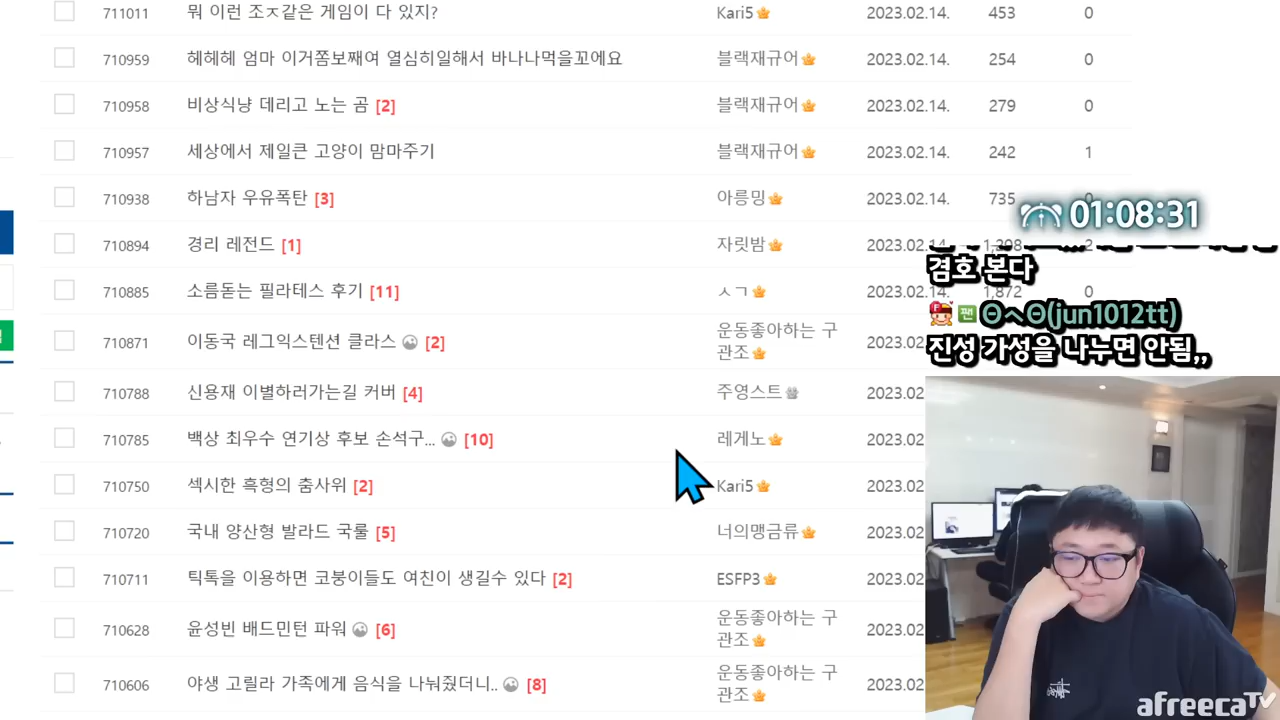 711011 뭐 이런 조ㅈ같은 게임이 다 있지? Kari5 2023.02.14. 453 0
710959 헤헤헤 엄마 이거쫌보째여 열심히일해서 바나나먹을꼬에요 블랙재규어 2023.02.14. 254 0
710958 비상식냥 데리고 노는 곰 [2] 블랙재규어 2023.02.14. 279 0
710957 세상에서 제일큰 고양이 맘마주기 블랙재규어 2023.02.14. 242 1
710938 하남자 우유폭탄 [3] 아릉밍 2023.02.14. 735
01:08:31
710894 경리 레전드 [1] 자릿밤 2023.02.14. 1,298 2
겸호 본다
710885 소름돋는 필라테스 후기 [11] ㅅㄱ 2023.02.14. 1,872 0
ʘヘʘ(jun1012tt)
710871 이동국 레그익스텐션 클라스 [2] 운동좋아하는 구
관조 2023.02
진성 가성을 나누면 안됨,,
710788 신용재 이별하러가는길 커버 [4] 주영스트 2023.02
710785 백상 최우수 연기상 후보 손석구... [10] 레게노 2023.02
710750 섹시한 흑형의 춤사위 [2] Kari5 2023.02
710720 국내 양산형 발라드 국룰 [5] 너의맹금류 2023.02
710711 틱톡을 이용하면 코붕이들도 여친이 생길수 있다 [2] ESFP3 2023.02
710628 윤성빈 배드민턴 파워 [6] 운동좋아하는 구
관조 2023.02
710606 야생 고릴라 가족에게 음식을 나눠줬더니.. [8] 운동좋아하는 구
관조 2023.02
afreecaTV